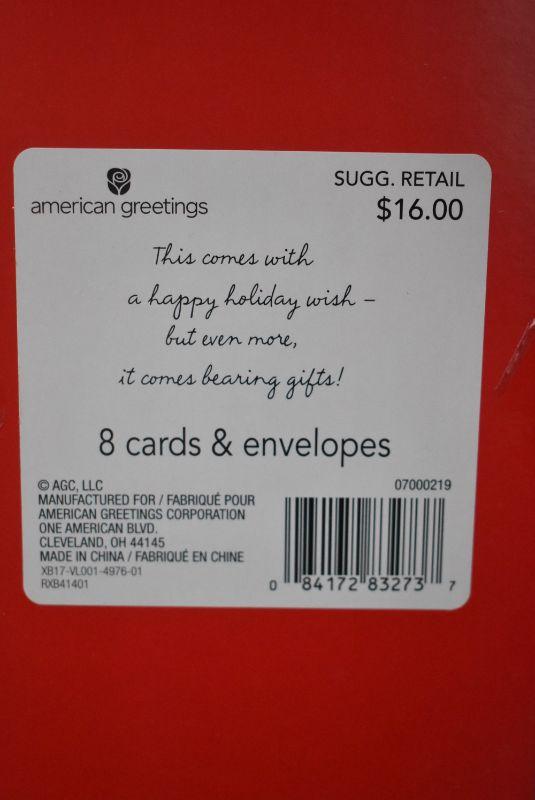 american greetings
SUGG. RETAIL
$16.00
This comes with
a happy holiday wish –
but even more,
it comes bearing gifts!
8 cards & envelopes
© AGC, LLC
MANUFACTURED FOR / FABRIQUÉ POUR
AMERICAN GREETINGS CORPORATION
ONE AMERICAN BLVD.
CLEVELAND, OH 44145
MADE IN CHINA / FABRIQUÉ EN CHINE
XB17-VL001-4976-01
RXB41401
07000219
0 84172 83273 7